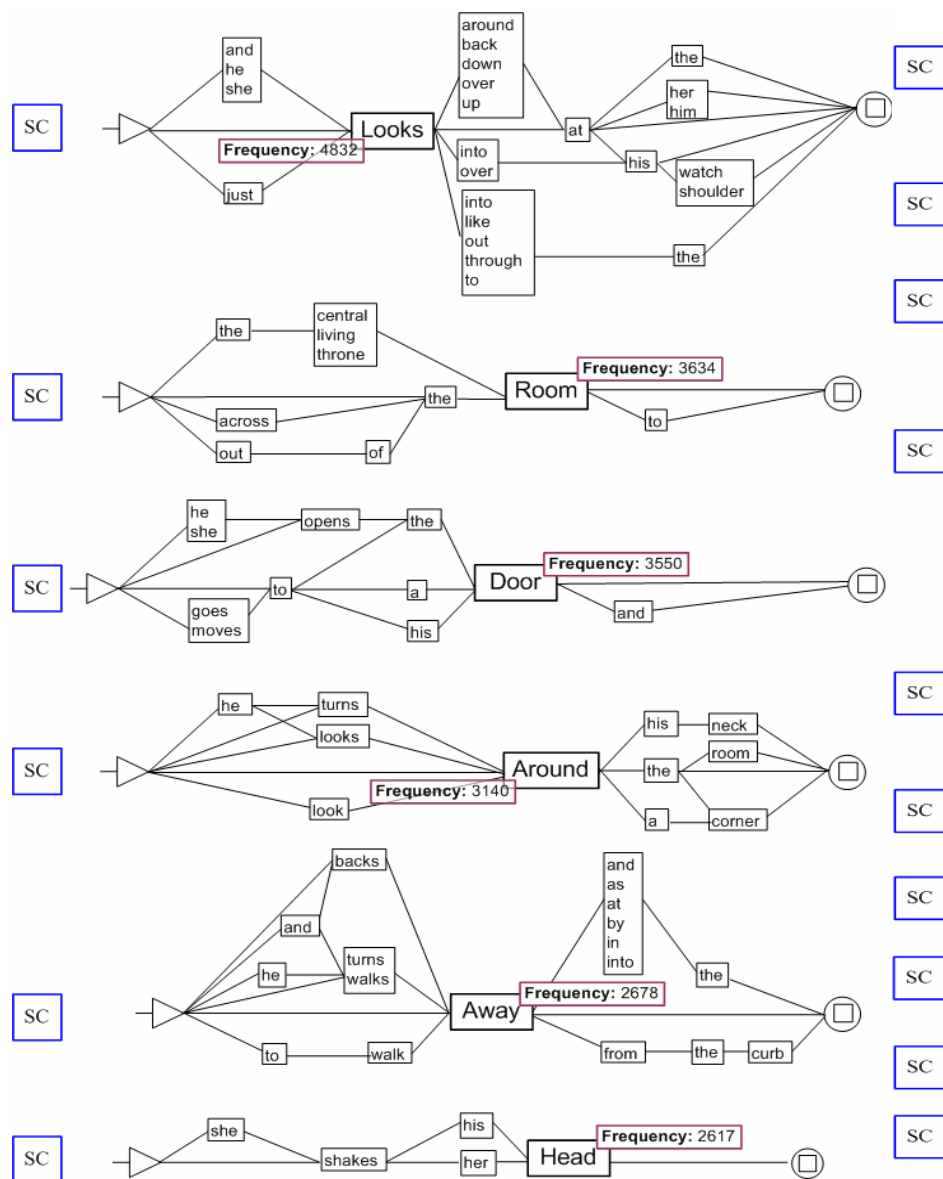 SC
and
he
she
just
Looks
Frequency: 4832
around
back
down
over
up
into
over
into
like
out
through
to
at
the
her
him
his
watch
shoulder
the
SC
SC
SC
SC
the
central
living
throne
across
out
of
the
Room
Frequency: 3634
to
SC
SC
he
she
opens
the
goes
moves
to
a
his
Door
Frequency: 3550
and
SC
he
turns
looks
look
Around
Frequency: 3140
his
neck
the
room
a
corner
SC
SC
SC
backs
and
he
turns
walks
to
walk
Away
Frequency: 2678
and
as
at
by
in
into
the
from
the
curb
SC
SC
SC
she
shakes
his
her
Head
Frequency: 2617
SC